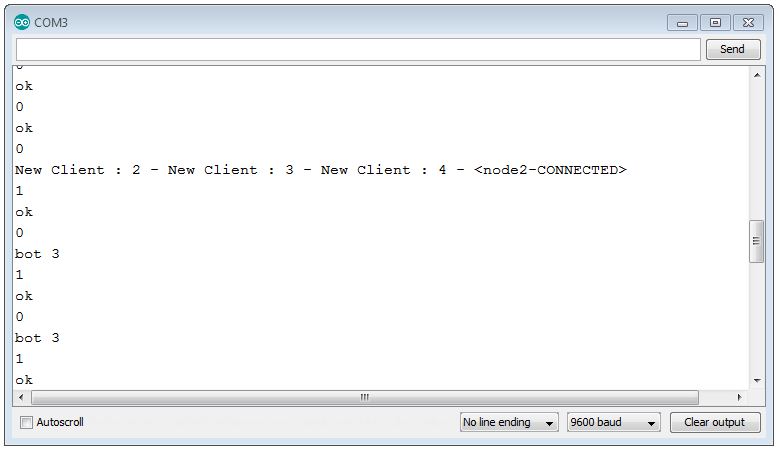 COM3
Send
0
ok
0
ok
0
New Client : 2 - New Client : 3 - New Client : 4 - <node2-CONNECTED>
1
ok
0
bot 3
1
ok
0
bot 3
1
ok
Autoscroll
No line ending
9600 baud
Clear output